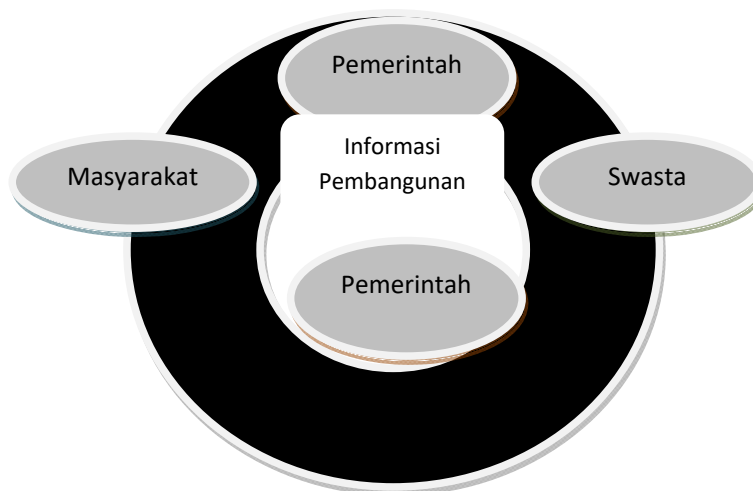 Pemerintah
Informasi
Pembangunan
Masyarakat
Swasta
Pemerintah